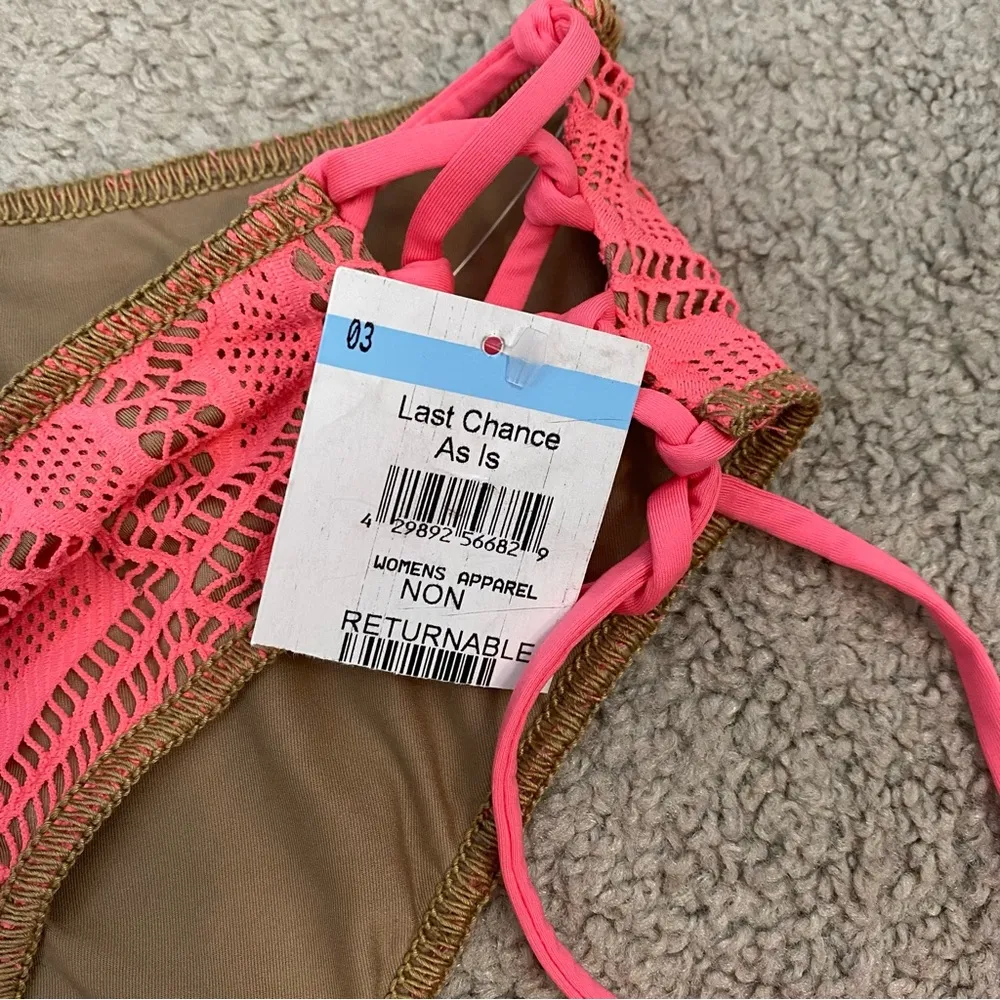 03
Last Chance
As Is
4 29892 56682 9
WOMENS APPAREL
NON
RETURNABLE